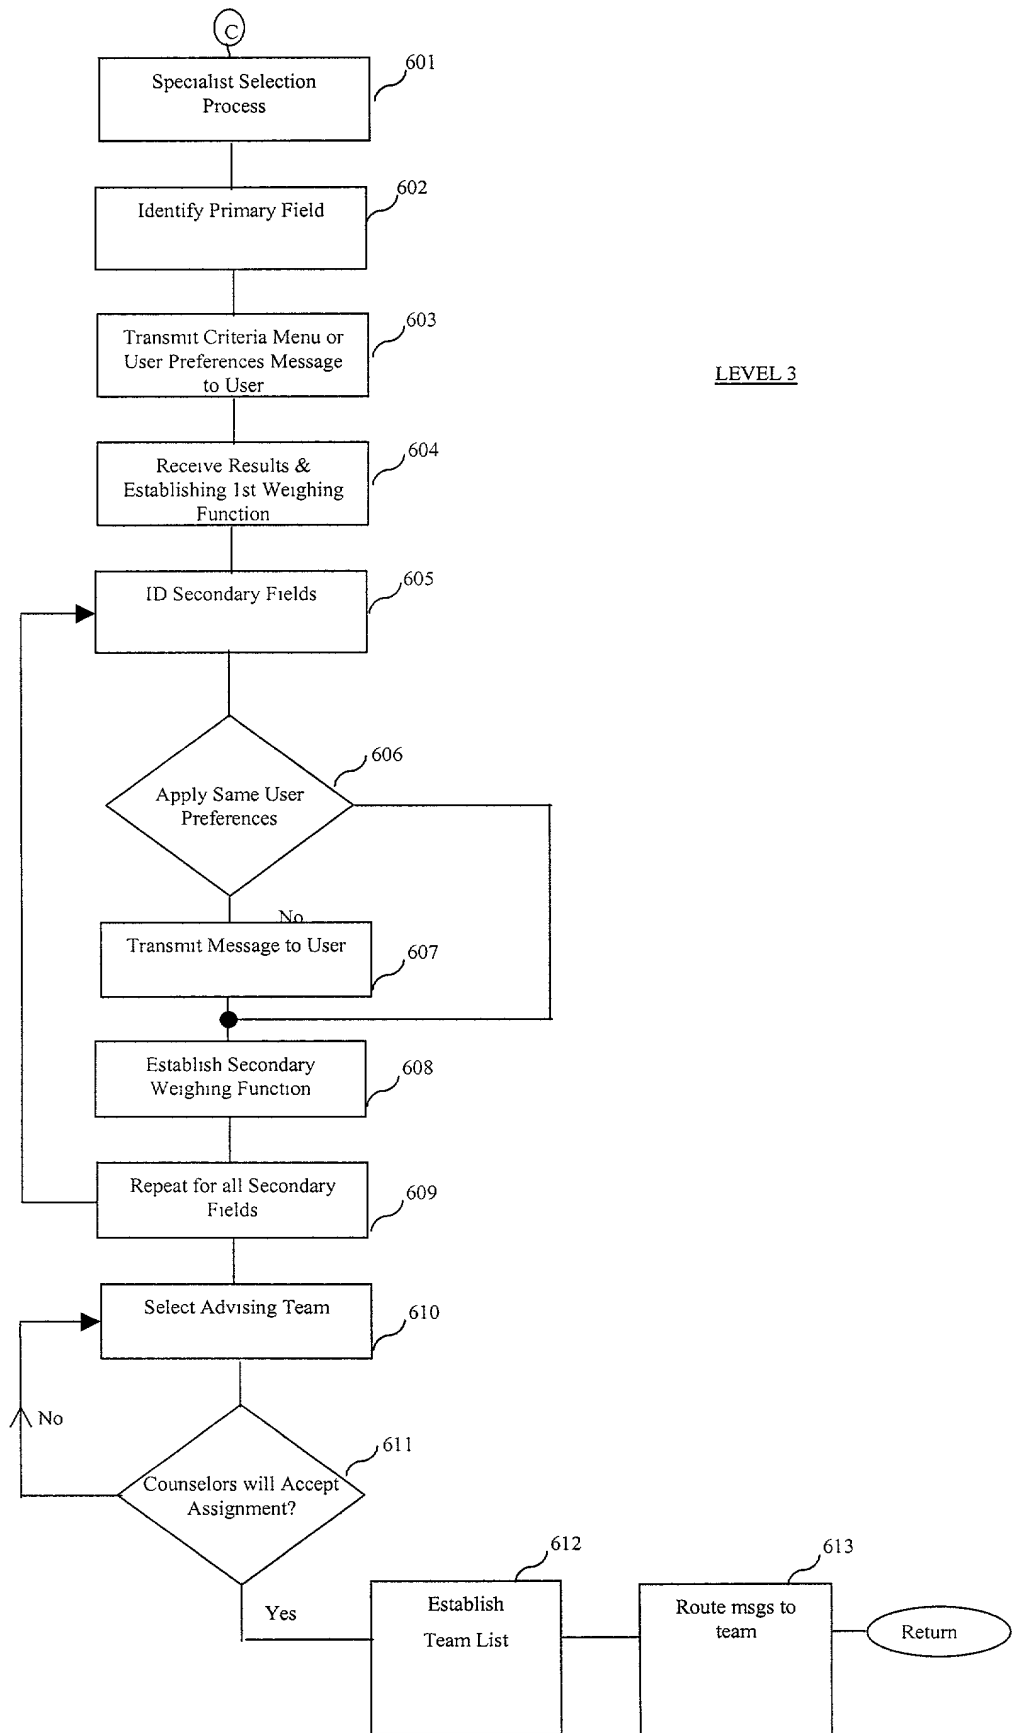 C
Specialist Selection
Process
601
Identify Primary Field
602
Transmit Criteria Menu or
User Preferences Message
to User
603
LEVEL 3
Receive Results &
Establishing 1st Weighing
Function
604
ID Secondary Fields
605
Apply Same User
Preferences
606
No
Transmit Message to User
607
Establish Secondary
Weighing Function
608
Repeat for all Secondary
Fields
609
Select Advising Team
610
No
Counselors will Accept
Assignment?
611
Yes
Establish
Team List
612
Route msgs to
team
613
Return